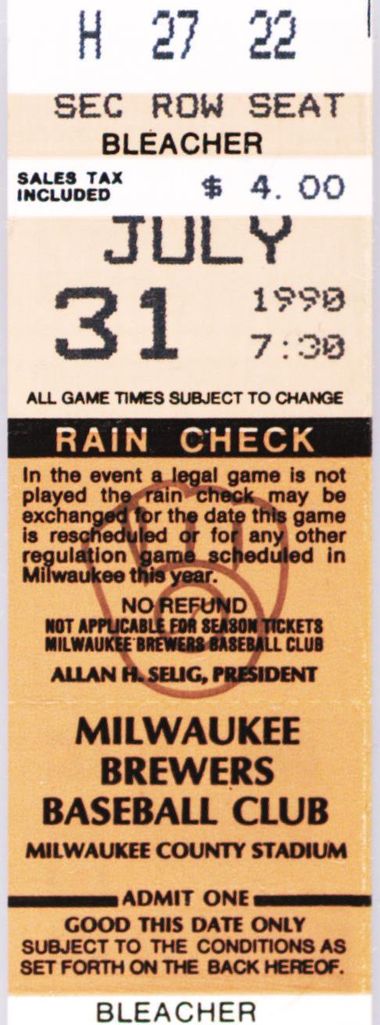 H 27 22
SEC ROW SEAT
BLEACHER
SALES TAX
INCLUDED
$ 4.00
JULY
31
1990
7:30
ALL GAME TIMES SUBJECT TO CHANGE
RAIN CHECK
In the event a legal game is not
played the rain check may be
exchanged for the date this game
is rescheduled or for any other
regulation game scheduled in
Milwaukee this year.
NO REFUND
NOT APPLICABLE FOR SEASON TICKETS
MILWAUKEE BREWERS BASEBALL CLUB
ALLAN H. SELIG, PRESIDENT
MILWAUKEE
BREWERS
BASEBALL CLUB
MILWAUKEE COUNTY STADIUM
ADMIT ONE
GOOD THIS DATE ONLY
SUBJECT TO THE CONDITIONS AS
SET FORTH ON THE BACK HEREOF.
BLEACHER